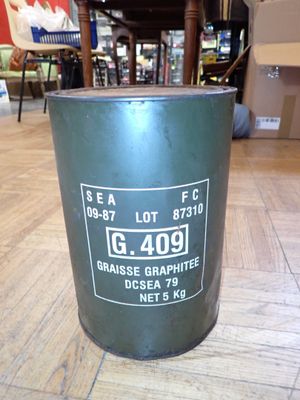 SEA FC
09-87 LOT 87310
G.409
GRAISSE GRAPHITEE
DCSEA 79
NET 5 Kg